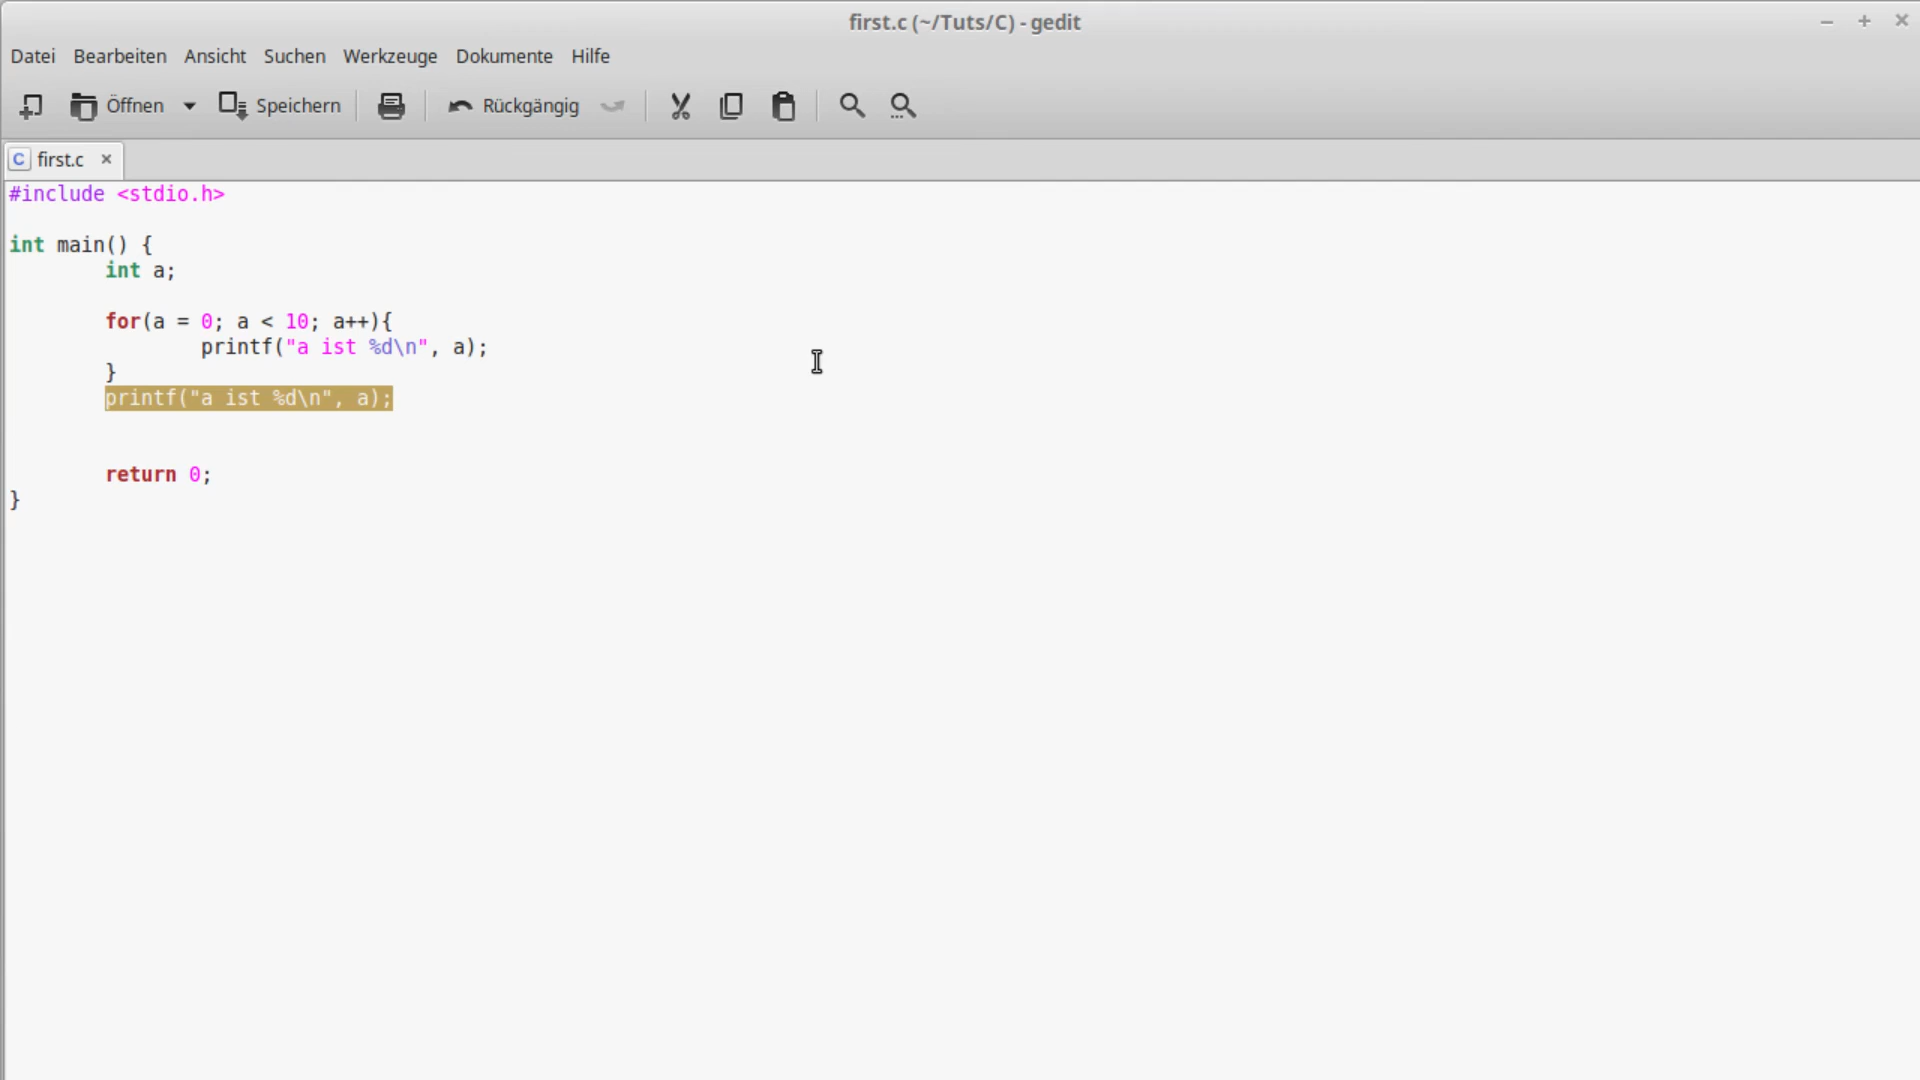 first.c (~/Tuts/C) - gedit
Datei Bearbeiten Ansicht Suchen Werkzeuge Dokumente Hilfe
Öffnen Speichern Rückgängig
C first.c
#include <stdio.h>
int main() {
int a;
for(a = 0; a < 10; a++){
printf("a ist %d\n", a);
}
printf("a ist %d\n", a);
return 0;
}